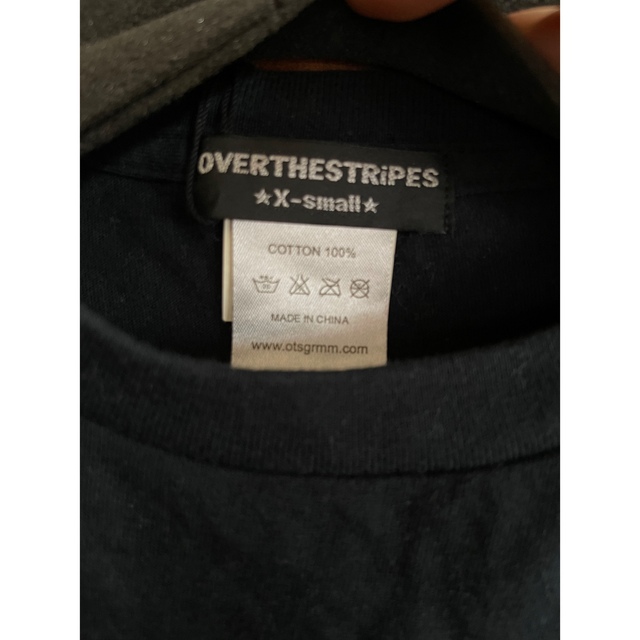 OVERTHESTRiPES
★X-small★
COTTON 100%
MADE IN CHINA
www.otsgrmm.com